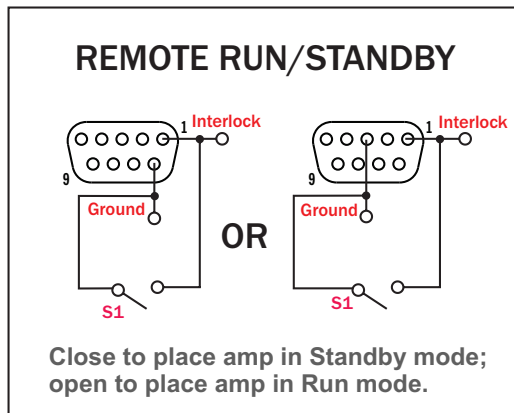 REMOTE RUN/STANDBY
1 Interlock
9
Ground
S1
OR
1 Interlock
9
Ground
S1
Close to place amp in Standby mode;
open to place amp in Run mode.